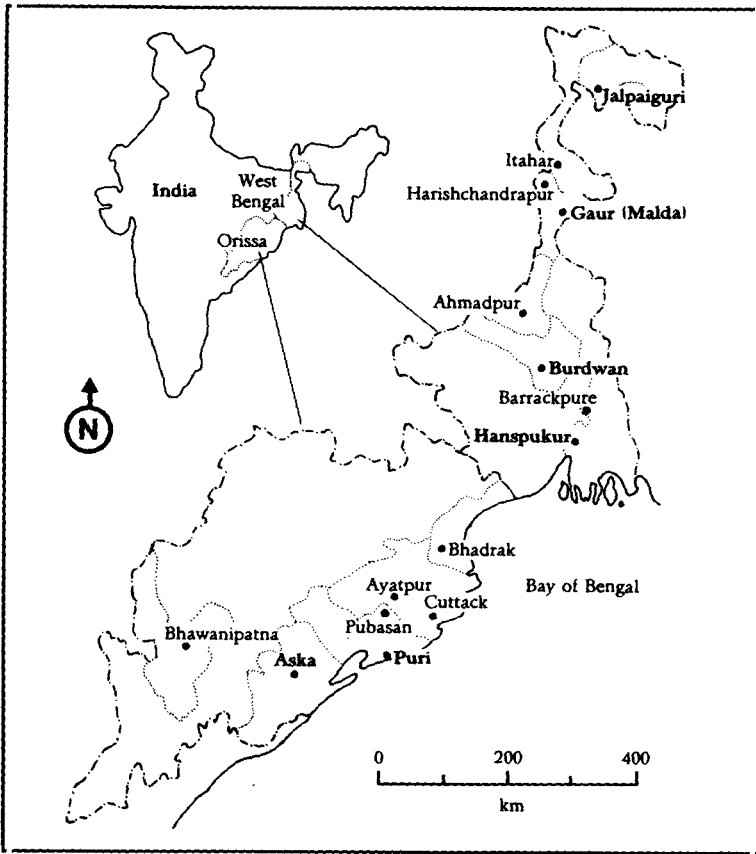 Jalpaiguri
Itahar
Harishchandrapur
Gaur (Malda)
India
West
Bengal
Orissa
Ahmadpur
Burdwan
Barrackpure
Hanspukur
N
Bhadrak
Ayatpur
Cuttack
Bay of Bengal
Pubasan
Bhawanipatna
Aska
Puri
0 200 400
km